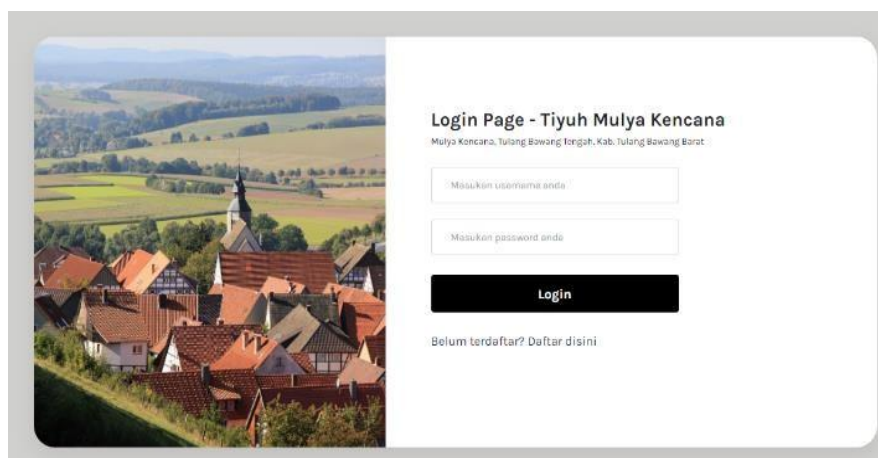 Login Page - Tiyuh Mulya Kencana
Mulya Kencana, Tulang Bawang Tengah, Kab. Tulang Bawang Barat
Masukan username anda
Masukan password anda
Login
Belum terdaftar? Daftar disini